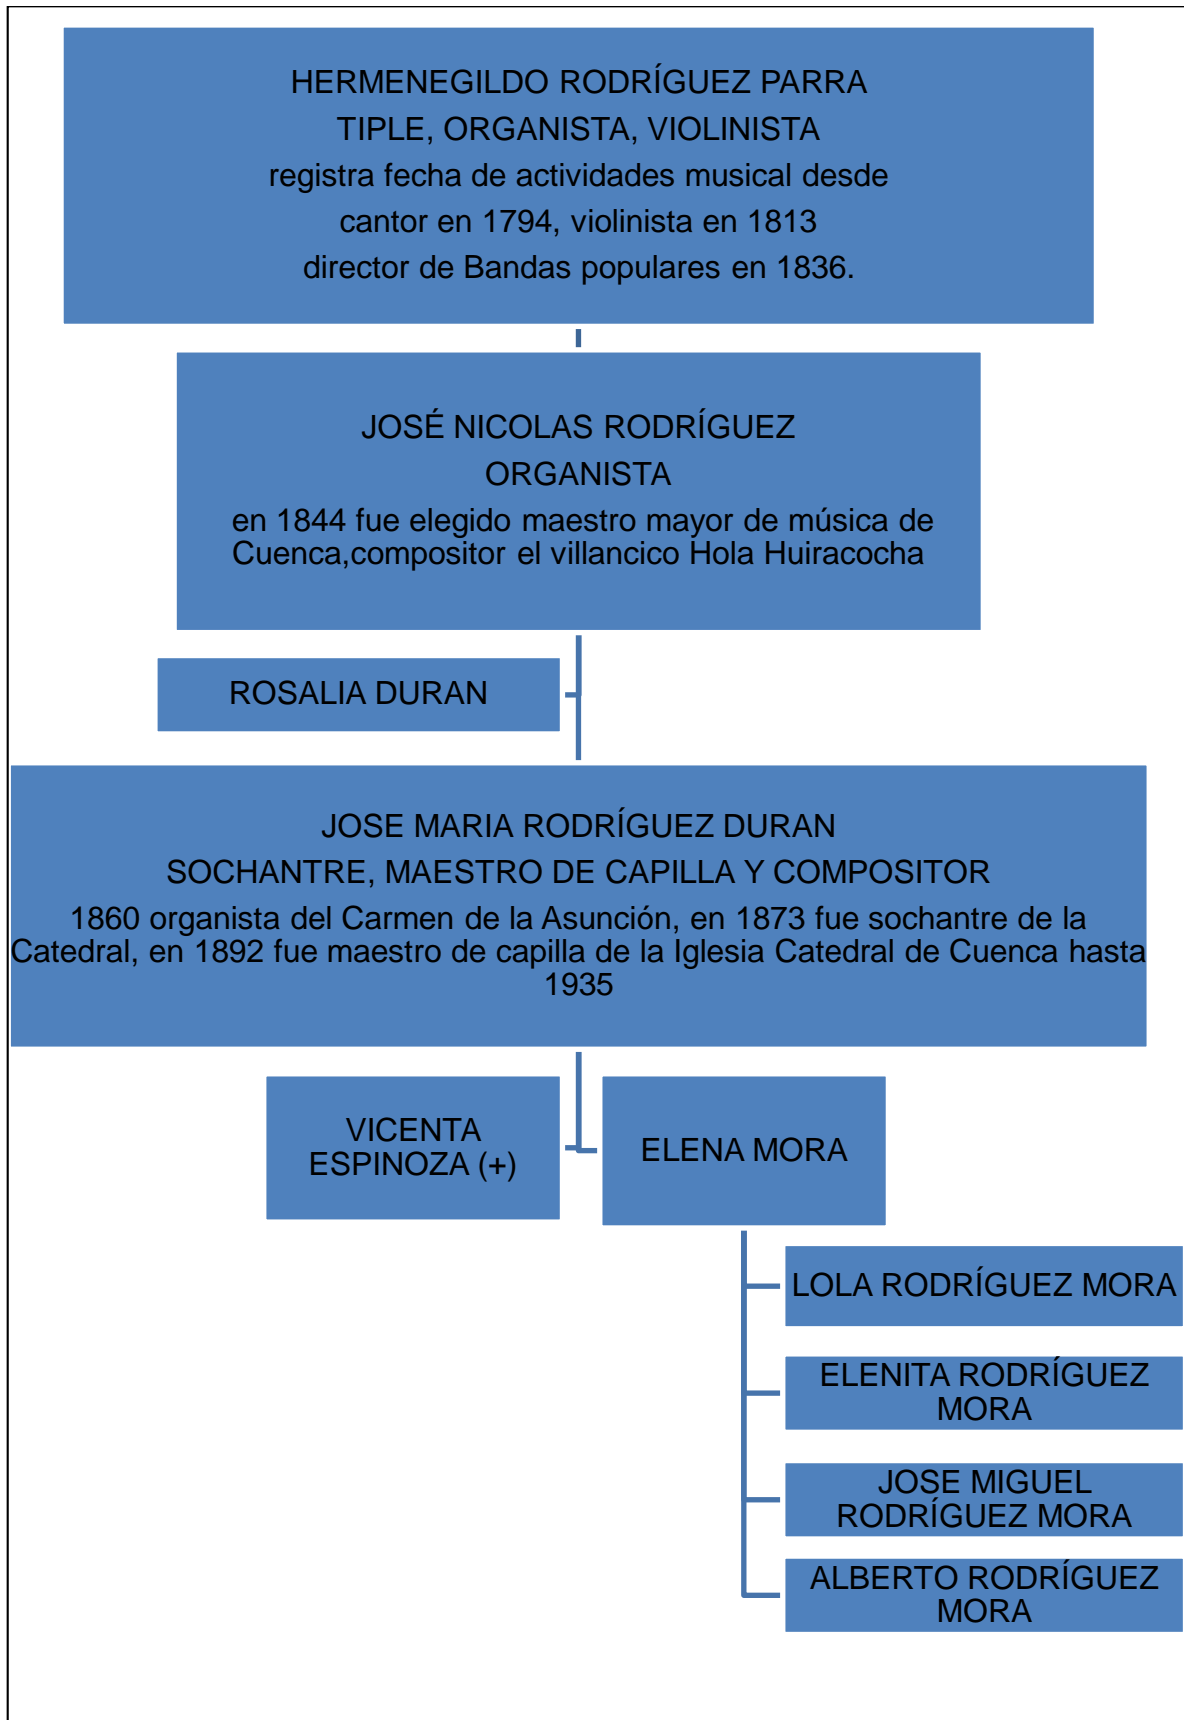 HERMENEGILDO RODRÍGUEZ PARRA
TIPLE, ORGANISTA, VIOLINISTA
registra fecha de actividades musical desde
cantor en 1794, violinista en 1813
director de Bandas populares en 1836.
JOSÉ NICOLAS RODRÍGUEZ
ORGANISTA
en 1844 fue elegido maestro mayor de música de
Cuenca,compositor el villancico Hola Huiracocha
ROSALIA DURAN
JOSE MARIA RODRÍGUEZ DURAN
SOCHANTRE, MAESTRO DE CAPILLA Y COMPOSITOR
1860 organista del Carmen de la Asunción, en 1873 fue sochantre de la
Catedral, en 1892 fue maestro de capilla de la Iglesia Catedral de Cuenca hasta
1935
VICENTA
ESPINOZA (+)
ELENA MORA
LOLA RODRÍGUEZ MORA
ELENITA RODRÍGUEZ
MORA
JOSE MIGUEL
RODRÍGUEZ MORA
ALBERTO RODRÍGUEZ
MORA